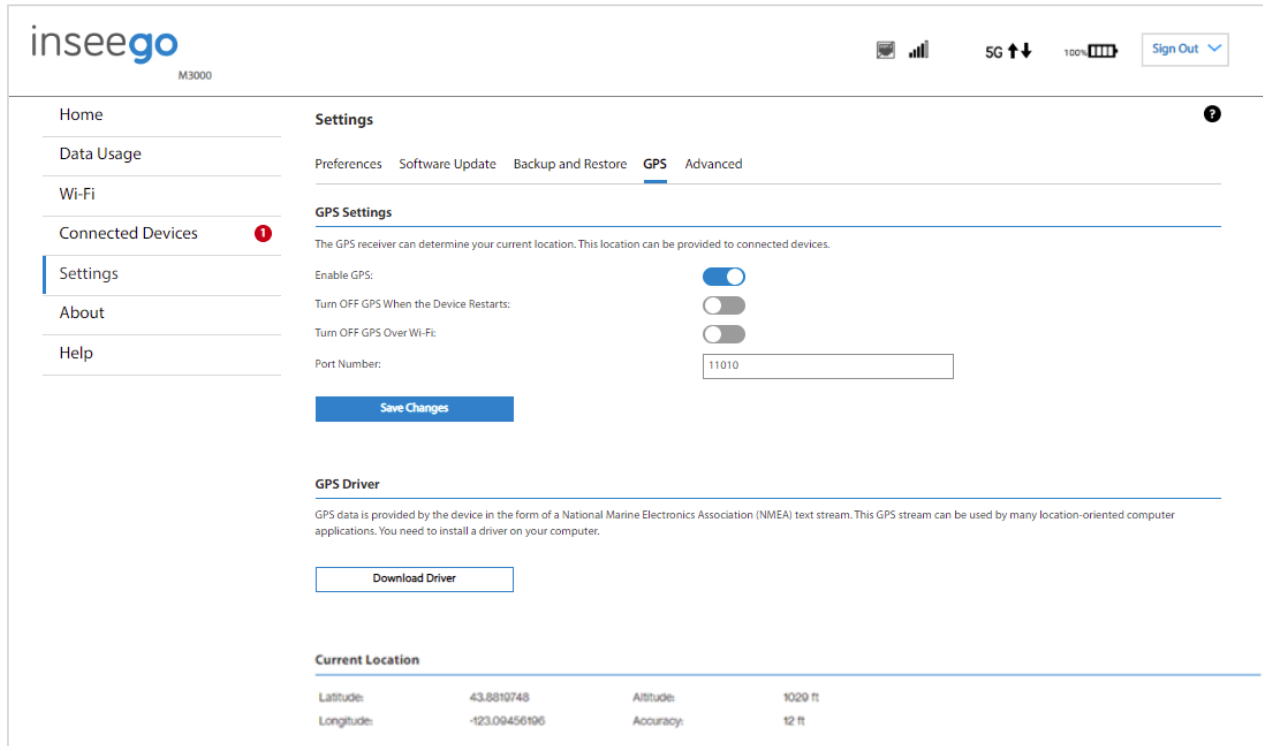 inseego
M3000
5G
100%
Sign Out
Home
Data Usage
Wi-Fi
Connected Devices 1
Settings
About
Help
Settings
?
Preferences Software Update Backup and Restore GPS Advanced
GPS Settings
The GPS receiver can determine your current location. This location can be provided to connected devices.
Enable GPS:
Turn OFF GPS When the Device Restarts:
Turn OFF GPS Over Wi-Fi:
Port Number: 11010
Save Changes
GPS Driver
GPS data is provided by the device in the form of a National Marine Electronics Association (NMEA) text stream. This GPS stream can be used by many location-oriented computer
applications. You need to install a driver on your computer.
Download Driver
Current Location
Latitude: 43.8819748 Altitude: 1029 ft
Longitude: -123.09456196 Accuracy: 12 ft